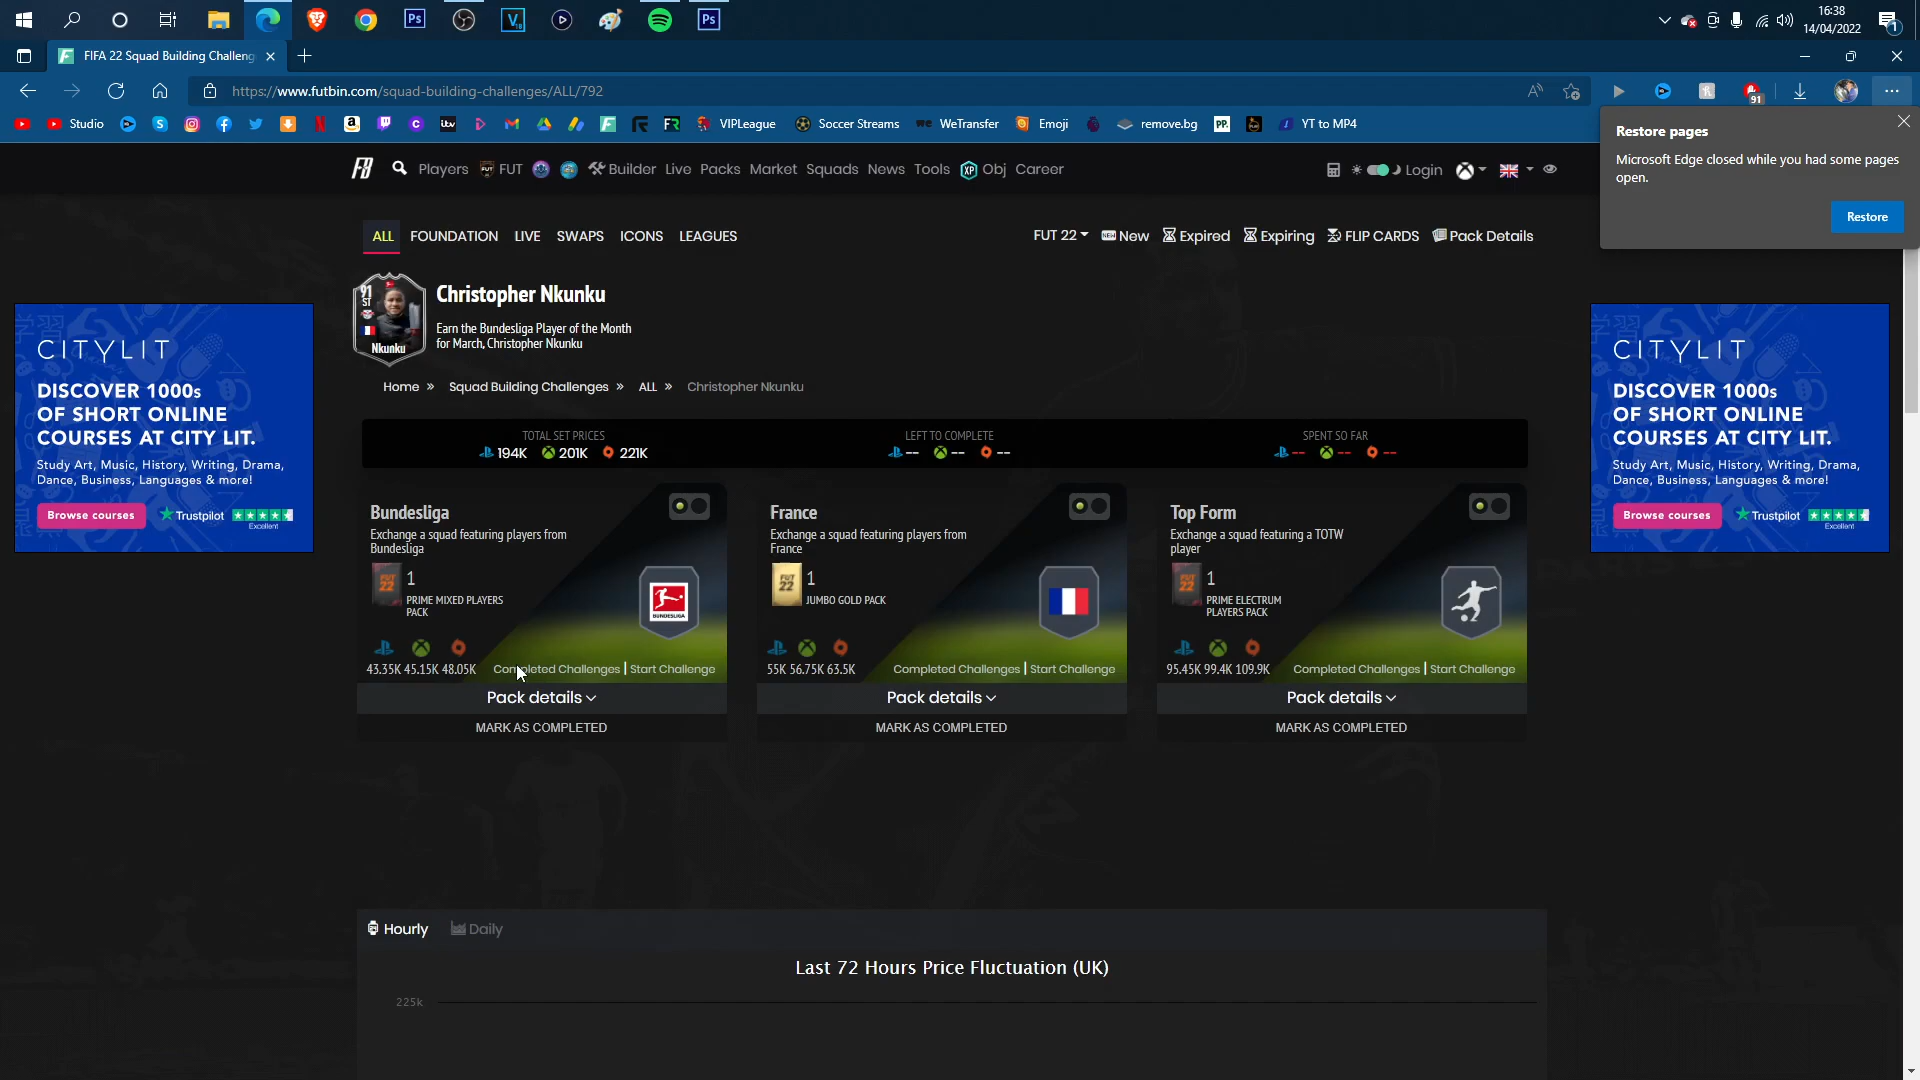 16:38
14/04/2022
1
FIFA 22 Squad Building Challeng
https://www.futbin.com/squad-building-challenges/ALL/792
91
Studio
VIPLeague
Soccer Streams
WeTransfer
Emoji
remove.bg
YT to MP4
Restore pages
Microsoft Edge closed while you had some pages
open.
Restore
Players
FUT
Builder
Live
Packs
Market
Squads
News
Tools
Obj
Career
Login
ALL
FOUNDATION
LIVE
SWAPS
ICONS
LEAGUES
FUT 22
New
Expired
Expiring
FLIP CARDS
Pack Details
91
ST
Nkunku
Christopher Nkunku
Earn the Bundesliga Player of the Month
for March, Christopher Nkunku
Home » Squad Building Challenges » ALL » Christopher Nkunku
TOTAL SET PRICES
194K 201K 221K
LEFT TO COMPLETE
-- -- --
SPENT SO FAR
-- -- --
Bundesliga
Exchange a squad featuring players from
Bundesliga
1
PRIME MIXED PLAYERS
PACK
BUNDESLIGA
43.35K 45.15K 48.05K
Completed Challenges | Start Challenge
Pack details
MARK AS COMPLETED
France
Exchange a squad featuring players from
France
FUT
22
1
JUMBO GOLD PACK
55K 56.75K 63.5K
Completed Challenges | Start Challenge
Pack details
MARK AS COMPLETED
Top Form
Exchange a squad featuring a TOTW
player
1
PRIME ELECTRUM
PLAYERS PACK
95.45K 99.4K 109.9K
Completed Challenges | Start Challenge
Pack details
MARK AS COMPLETED
CITYLIT
DISCOVER 1000s
OF SHORT ONLINE
COURSES AT CITY LIT.
Study Art, Music, History, Writing, Drama,
Dance, Business, Languages & more!
Browse courses
Trustpilot
Excellent
CITYLIT
DISCOVER 1000s
OF SHORT ONLINE
COURSES AT CITY LIT.
Study Art, Music, History, Writing, Drama,
Dance, Business, Languages & more!
Browse courses
Trustpilot
Excellent
Hourly
Daily
Last 72 Hours Price Fluctuation (UK)
225k